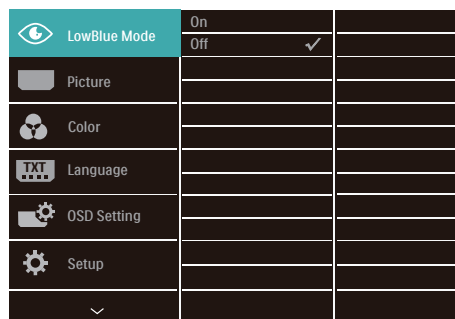 LowBlue Mode
On
Off
Picture
Color
TXT
Language
OSD Setting
Setup